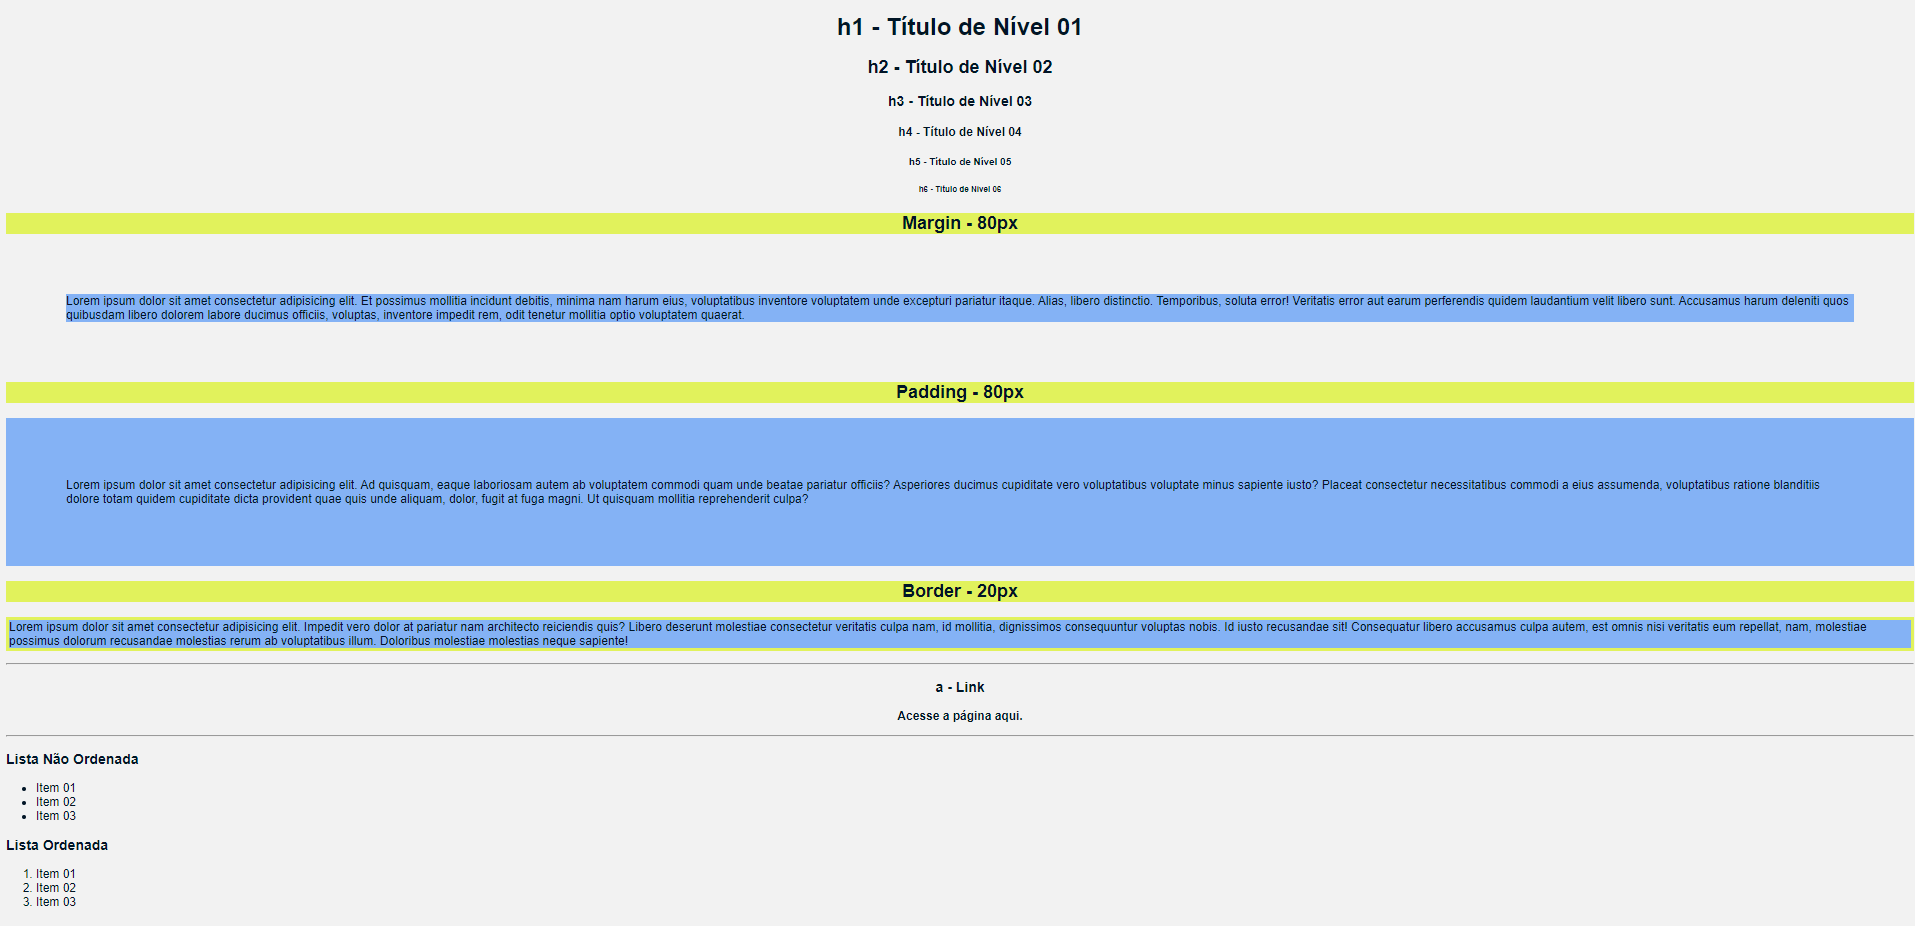 h1 - Título de Nível 01
h2 - Título de Nível 02
h3 - Título de Nível 03
h4 - Título de Nível 04
h5 - Título de Nível 05
h6 - Título de Nível 06
Margin - 80px
Lorem ipsum dolor sit amet consectetur adipisicing elit. Et possimus mollitia incidunt debitis, minima nam harum eius, voluptatibus inventore voluptatem unde excepturi pariatur itaque. Alias, libero distinctio. Temporibus, soluta error! Veritatis error aut earum perferendis quidem laudantium velit libero sunt. Accusamus harum deleniti quos
quibusdam libero dolorem labore ducimus officiis, voluptas, inventore impedit rem, odit tenetur mollitia optio voluptatem quaerat.
Padding - 80px
Lorem ipsum dolor sit amet consectetur adipisicing elit. Ad quisquam, eaque laboriosam autem ab voluptatem commodi quam unde beatae pariatur officiis? Asperiores ducimus cupiditate vero voluptatibus voluptate minus sapiente iusto? Placeat consectetur necessitatibus commodi a eius assumenda, voluptatibus ratione blanditiis
dolore totam quidem cupiditate dicta provident quae quis unde aliquam, dolor, fugit at fuga magni. Ut quisquam mollitia reprehenderit culpa?
Border - 20px
Lorem ipsum dolor sit amet consectetur adipisicing elit. Impedit vero dolor at pariatur nam architecto reiciendis quis? Libero deserunt molestiae consectetur veritatis culpa nam, id mollitia, dignissimos consequuntur voluptas nobis. Id iusto recusandae sit! Consequatur libero accusamus culpa autem, est omnis nisi veritatis eum repellat, nam, molestiae
possimus dolorum recusandae molestias rerum ab voluptatibus illum. Doloribus molestiae molestias neque sapiente!
a - Link
Acesse a página aqui.
Lista Não Ordenada
• Item 01
• Item 02
• Item 03
Lista Ordenada
1. Item 01
2. Item 02
3. Item 03